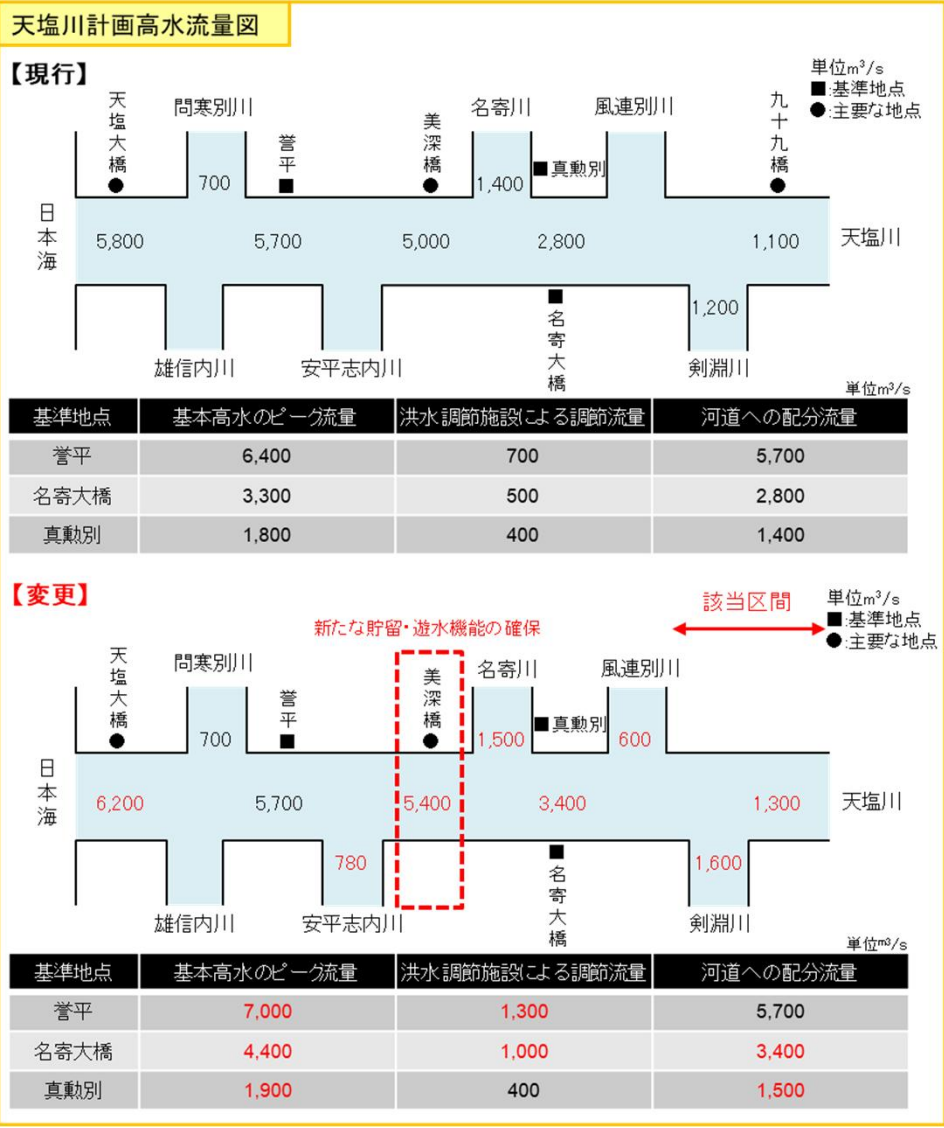 天塩川計画高水流量図
【現行】
単位m³/s
■:基準地点
●:主要な地点
天塩大橋
問寒別川
誉平
美深橋
名寄川
真勲別
風連別川
九十九橋
700
1,400
日本海
5,800
5,700
5,000
2,800
1,100
天塩川
1,200
雄信内川
安平志内川
名寄大橋
剣淵川
単位m³/s
基準地点 基本高水のピーク流量 洪水調節施設による調節流量 河道への配分流量
誉平 6,400 700 5,700
名寄大橋 3,300 500 2,800
真勲別 1,800 400 1,400
【変更】
該当区間
単位m³/s
■:基準地点
●:主要な地点
新たな貯留・遊水機能の確保
天塩大橋
問寒別川
誉平
美深橋
名寄川
真勲別
風連別川
700
1,500
600
日本海
6,200
5,700
5,400
3,400
1,300
天塩川
780
1,600
雄信内川
安平志内川
名寄大橋
剣淵川
単位m³/s
基準地点 基本高水のピーク流量 洪水調節施設による調節流量 河道への配分流量
誉平 7,000 1,300 5,700
名寄大橋 4,400 1,000 3,400
真勲別 1,900 400 1,500